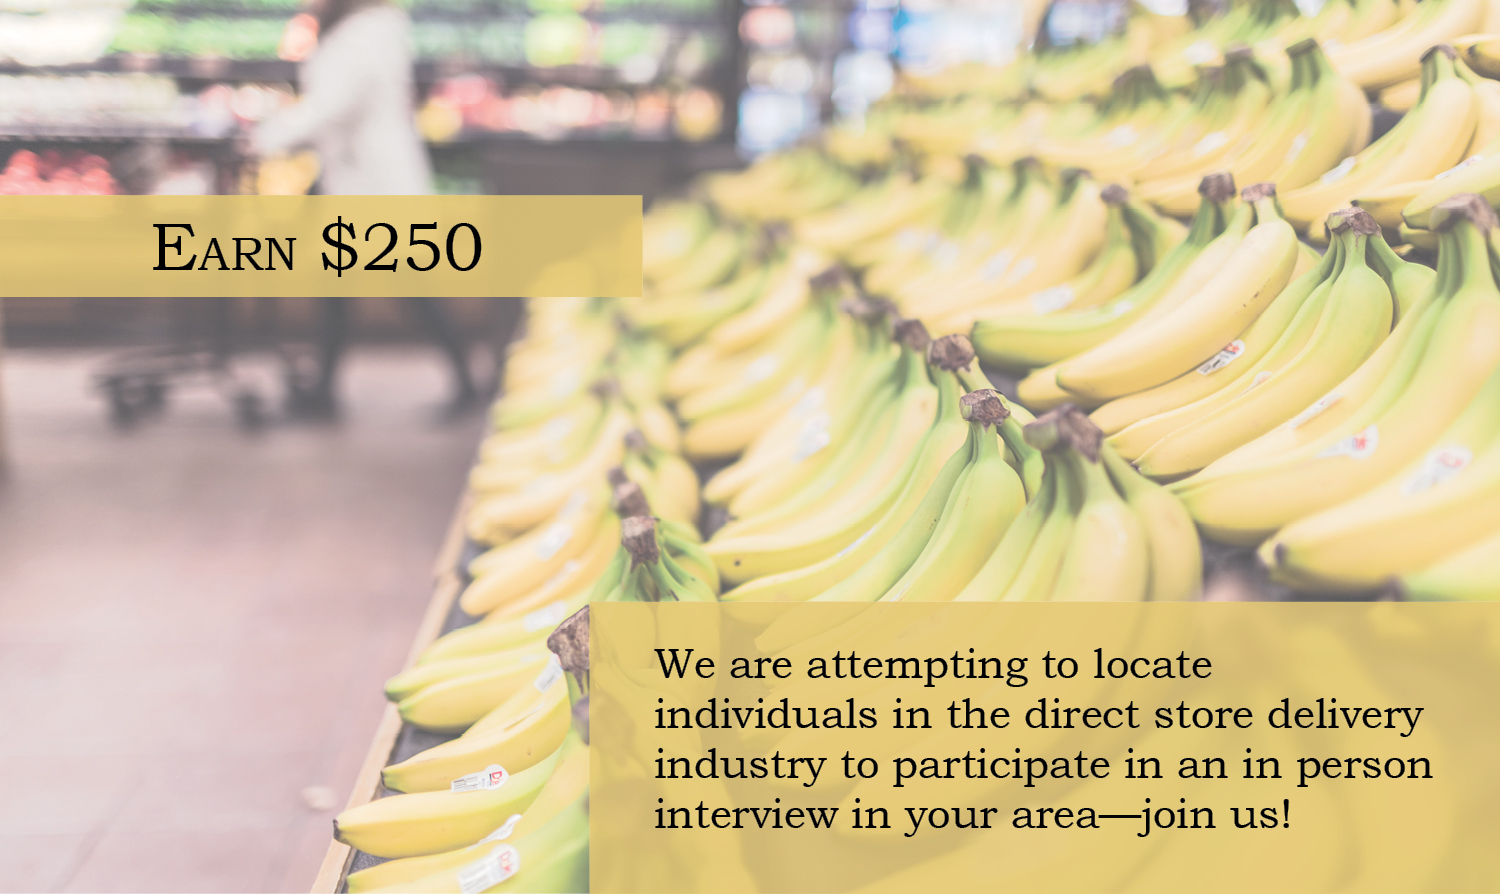 Earn $250
We are attempting to locate
individuals in the direct store delivery
industry to participate in an in person
interview in your area—join us!